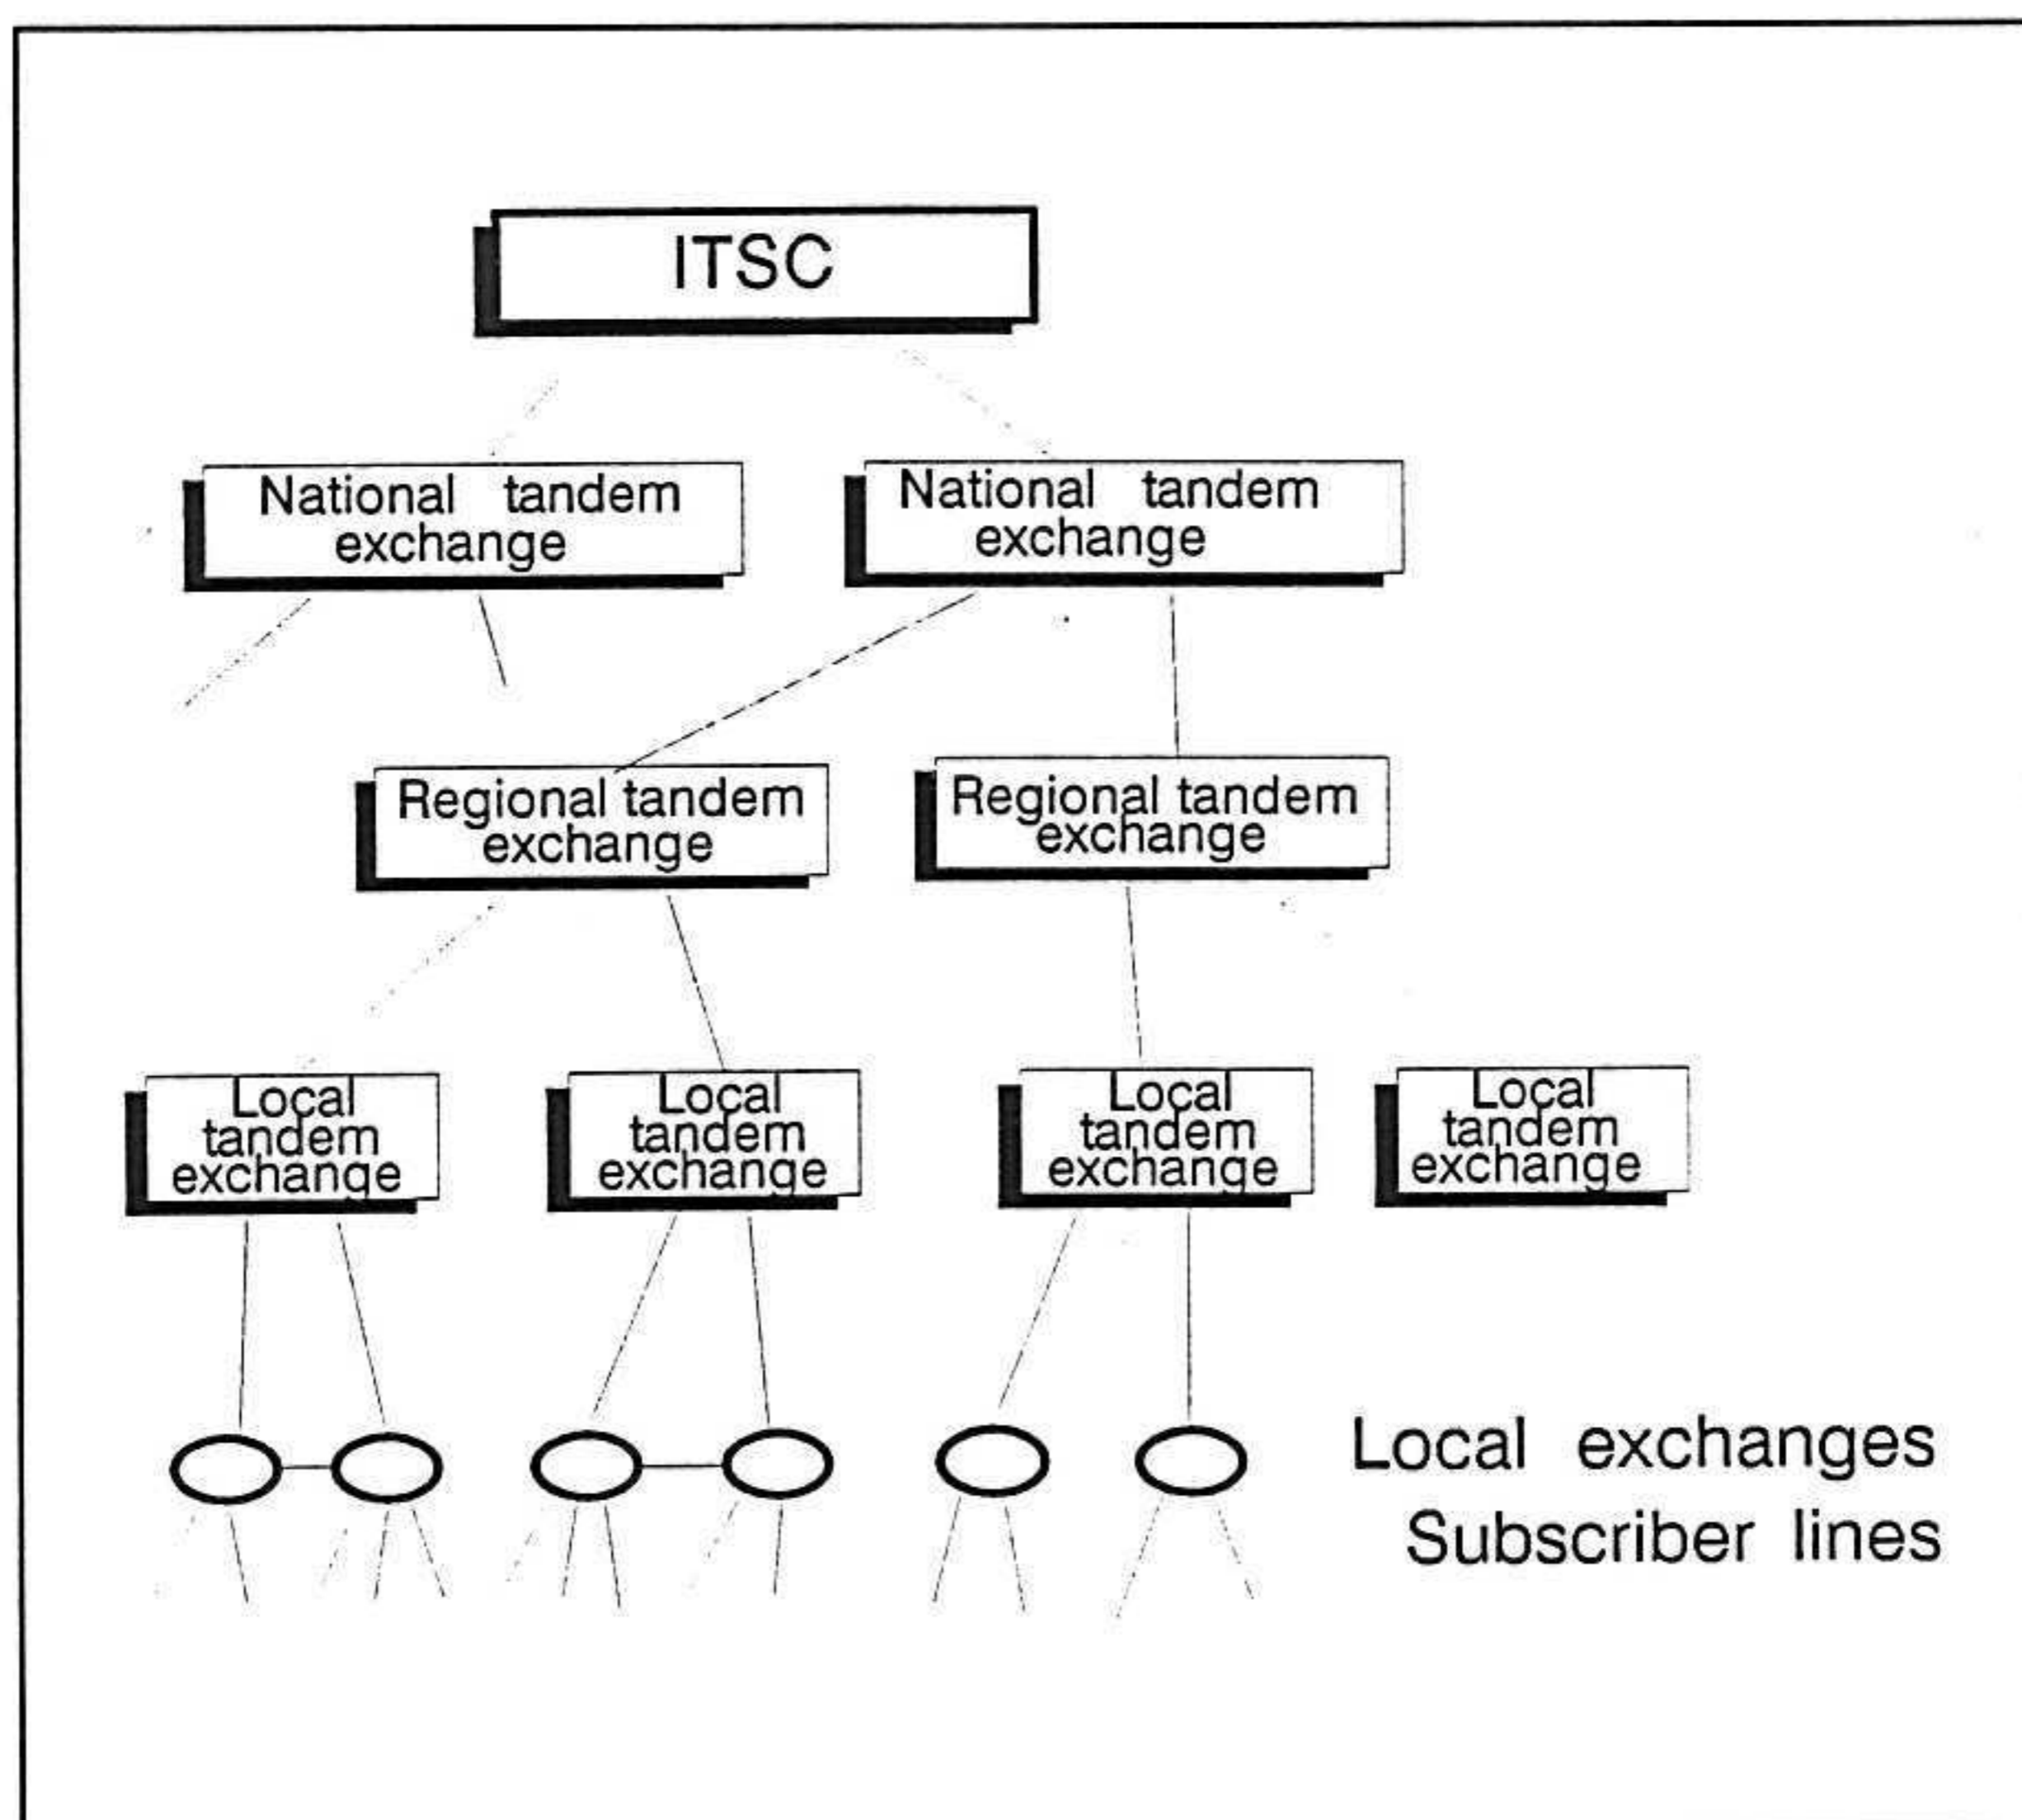 ITSC
National tandem
exchange
National tandem
exchange
Regional tandem
exchange
Regional tandem
exchange
Local
tandem
exchange
Local
tandem
exchange
Local
tandem
exchange
Local
tandem
exchange
Local exchanges
Subscriber lines